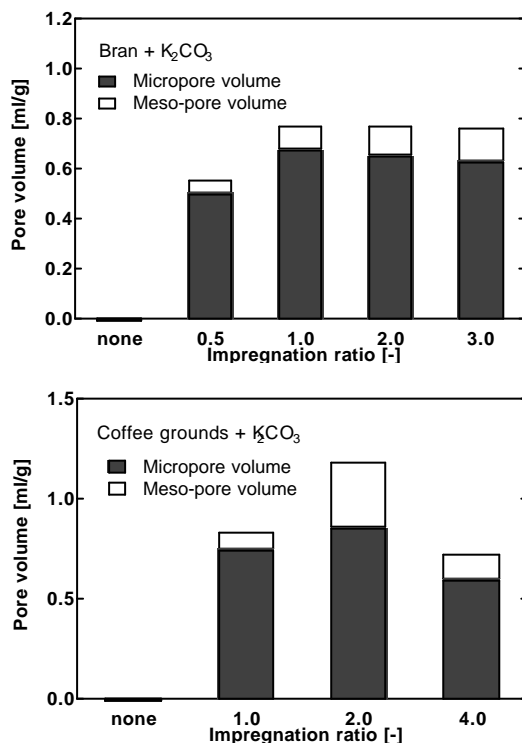 1.2
Bran + K2CO3
1.0
Micropore volume
Meso-pore volume
0.8
0.6
0.4
0.2
0.0
Pore volume [ml/g]
none 0.5 1.0 2.0 3.0
Impregnation ratio [-]
1.5
Coffee grounds + K2CO3
Micropore volume
Meso-pore volume
1.0
0.5
0.0
Pore volume [ml/g]
none 1.0 2.0 4.0
Impregnation ratio [-]